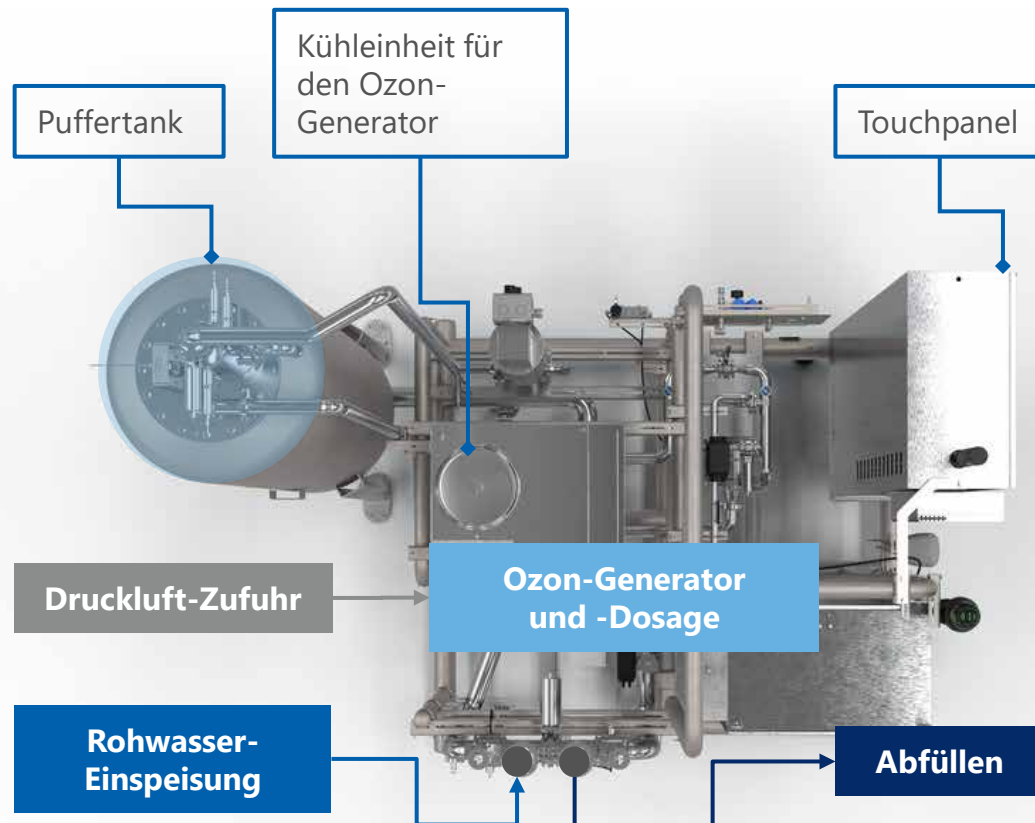 Puffertank
Kühleinheit für
den Ozon-
Generator
Touchpanel
Druckluft-Zufuhr
Ozon-Generator
und -Dosage
Rohwasser-
Einspeisung
Abfüllen